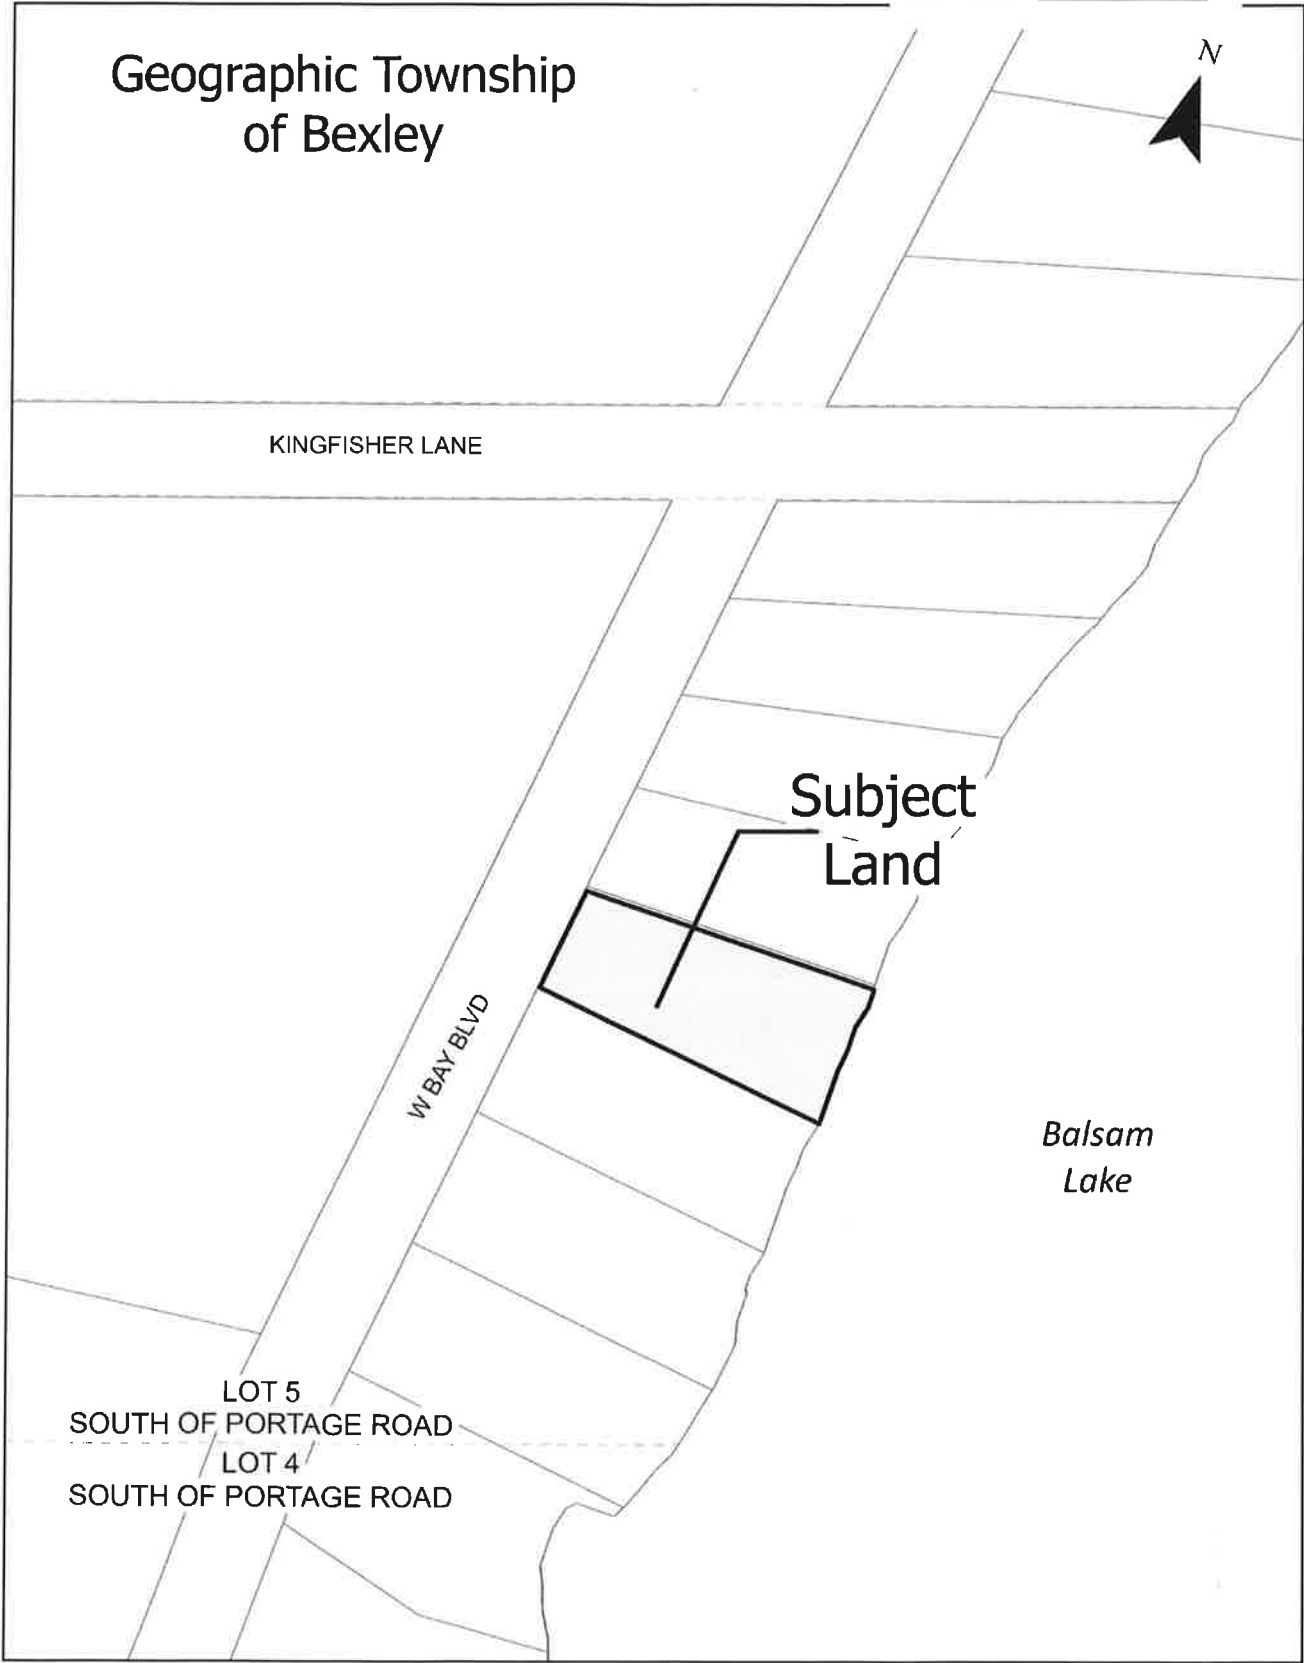 Geographic Township
of Bexley
N
KINGFISHER LANE
Subject
Land
W BAY BLVD
Balsam
Lake
LOT 5
SOUTH OF PORTAGE ROAD
LOT 4
SOUTH OF PORTAGE ROAD